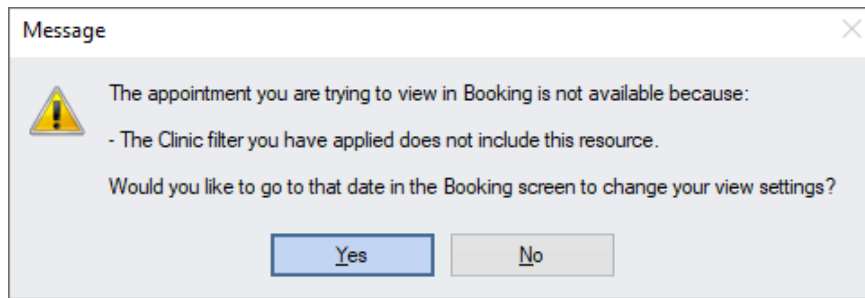 Message
The appointment you are trying to view in Booking is not available because:
- The Clinic filter you have applied does not include this resource.
Would you like to go to that date in the Booking screen to change your view settings?
Yes
No